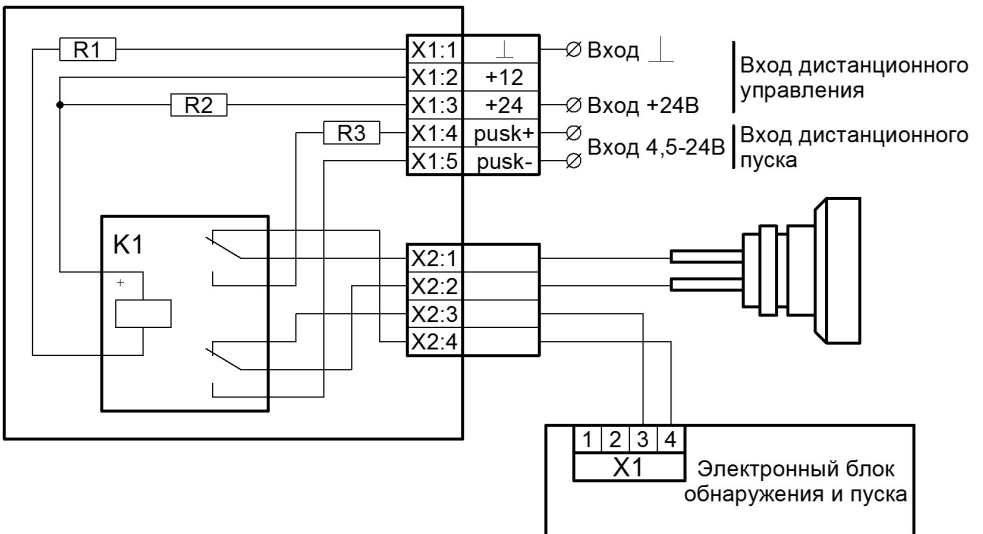 R1
X1:1 ⊥
Вход ⊥
X1:2 +12
Вход дистанционного
управления
R2
X1:3 +24
Вход +24В
R3
X1:4 pusk+
Вход 4,5-24В
Вход дистанционного
пуска
X1:5 pusk-
K1
+
X2:1
X2:2
X2:3
X2:4
1 2 3 4
X1
Электронный блок
обнаружения и пуска